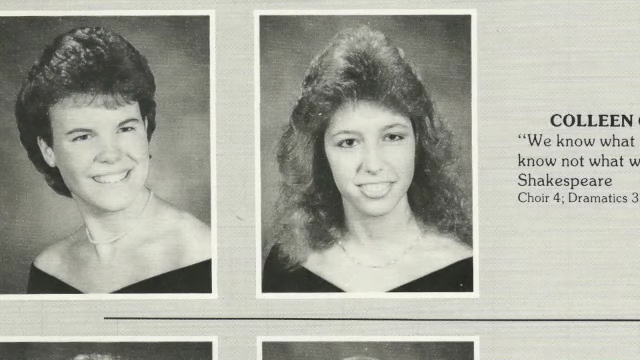 COLLEEN
"We know what
know not what w
Shakespeare
Choir 4; Dramatics 3